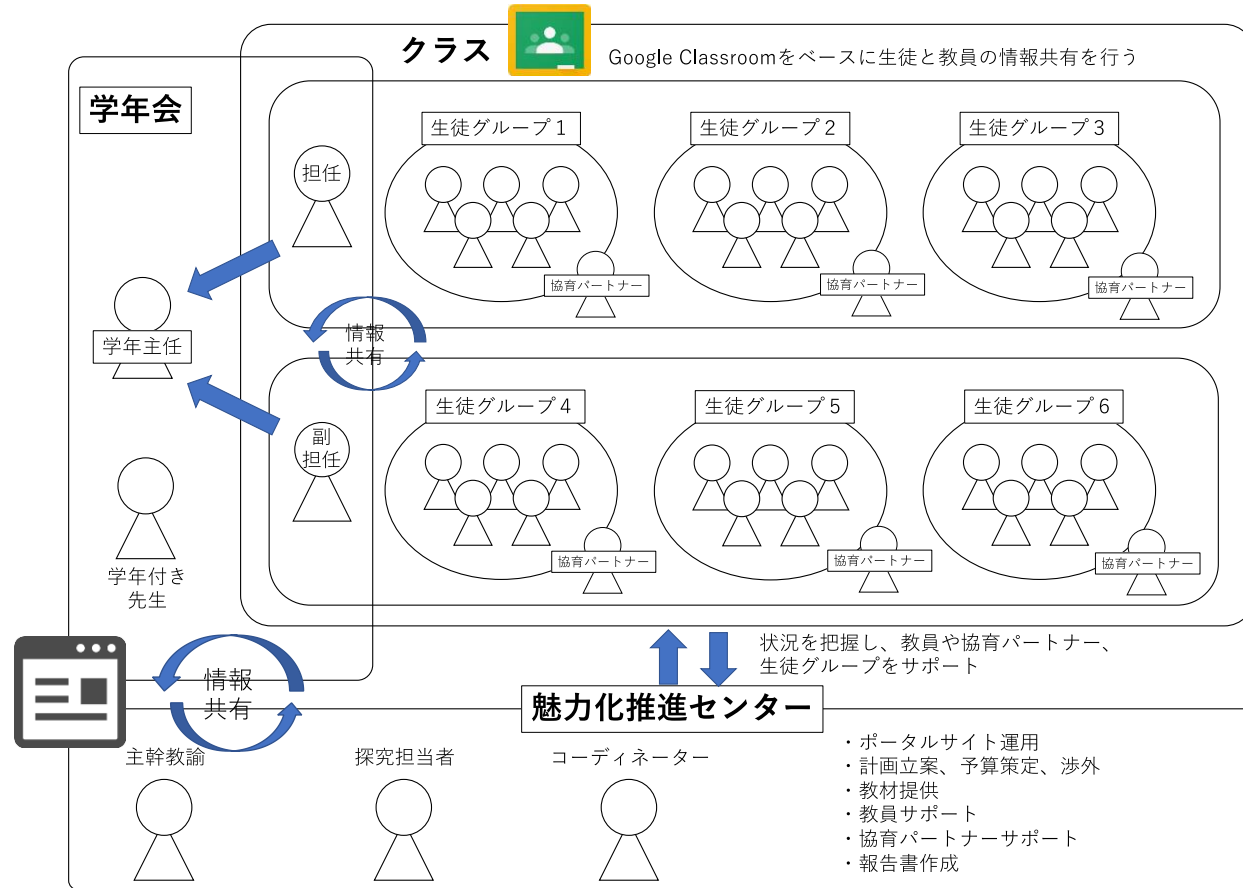 クラス
Google Classroomをベースに生徒と教員の情報共有を行う
学年会
生徒グループ1
生徒グループ2
生徒グループ3
担任
協育パートナー
協育パートナー
協育パートナー
学年主任
情報
共有
生徒グループ4
生徒グループ5
生徒グループ6
副
担任
協育パートナー
協育パートナー
協育パートナー
学年付き
先生
状況を把握し、教員や協育パートナー、
生徒グループをサポート
情報
共有
魅力化推進センター
主幹教諭
探究担当者
コーディネーター
・ポータルサイト運用
・計画立案、予算策定、渉外
・教材提供
・教員サポート
・協育パートナーサポート
・報告書作成